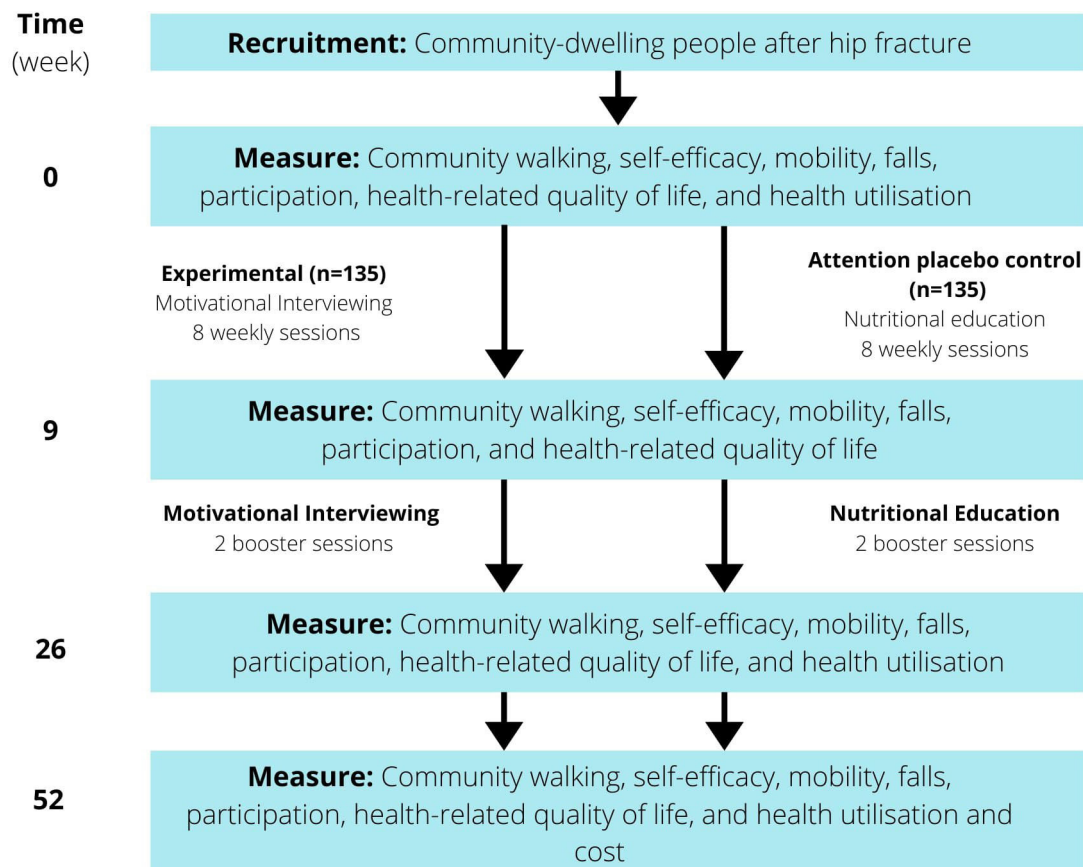 Time
(week)
Recruitment: Community-dwelling people after hip fracture
0
Measure: Community walking, self-efficacy, mobility, falls,
participation, health-related quality of life, and health utilisation
Experimental (n=135)
Motivational Interviewing
8 weekly sessions
Attention placebo control
(n=135)
Nutritional education
8 weekly sessions
9
Measure: Community walking, self-efficacy, mobility, falls,
participation, and health-related quality of life
Motivational Interviewing
2 booster sessions
Nutritional Education
2 booster sessions
26
Measure: Community walking, self-efficacy, mobility, falls,
participation, health-related quality of life, and health utilisation
52
Measure: Community walking, self-efficacy, mobility, falls,
participation, health-related quality of life, and health utilisation and
cost